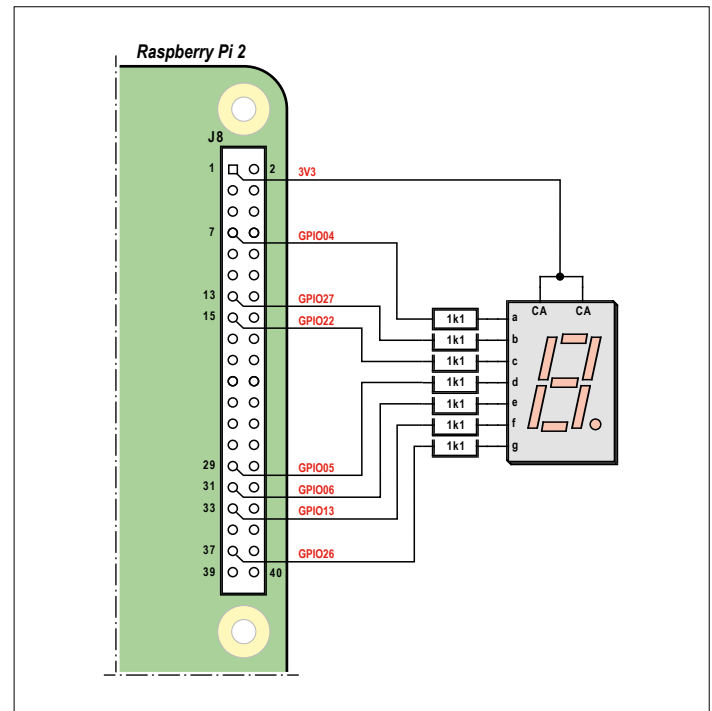 Raspberry Pi 2
J8
1 2 3V3
7 GPIO04
13 GPIO27
15 GPIO22
CA CA
1k1 a
1k1 b
1k1 c
1k1 d
1k1 e
1k1 f
1k1 g
29 GPIO05
31 GPIO06
33 GPIO13
37 GPIO26
39 40